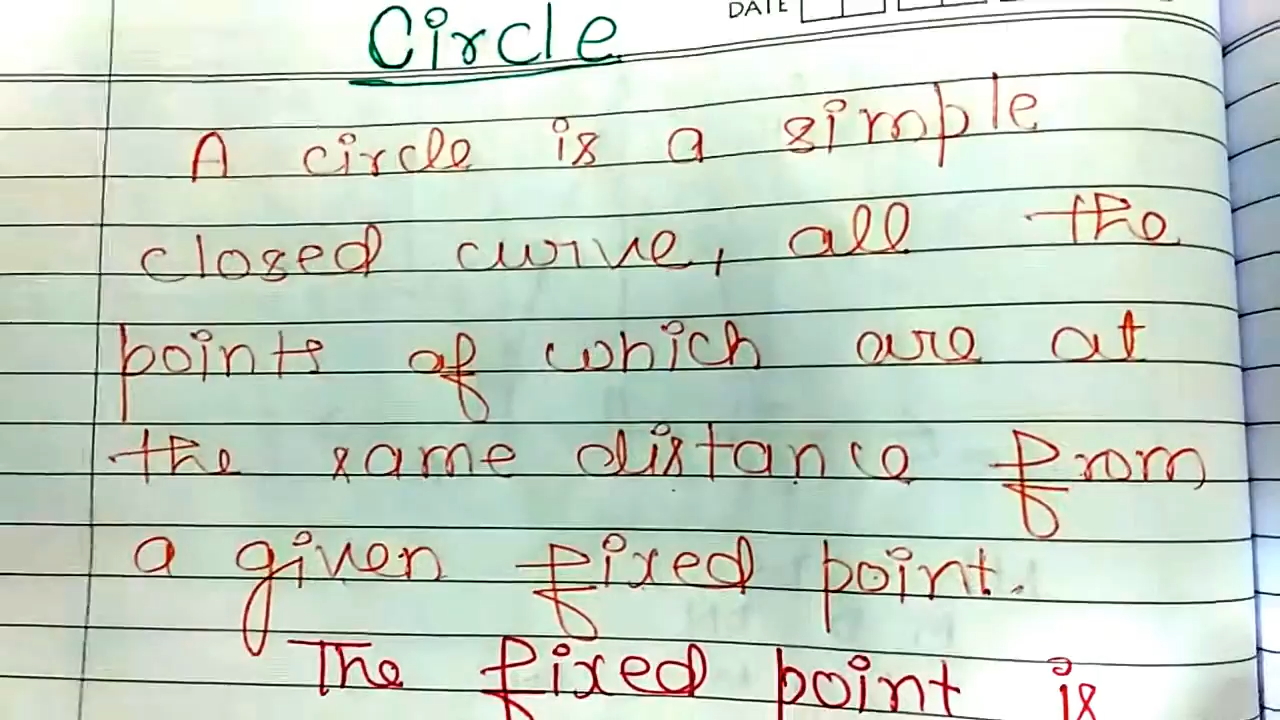 DATE
Circle
A circle is a simple
closed curve, all the
points of which are at
the same distance from
a given fixed point.
The fixed point is